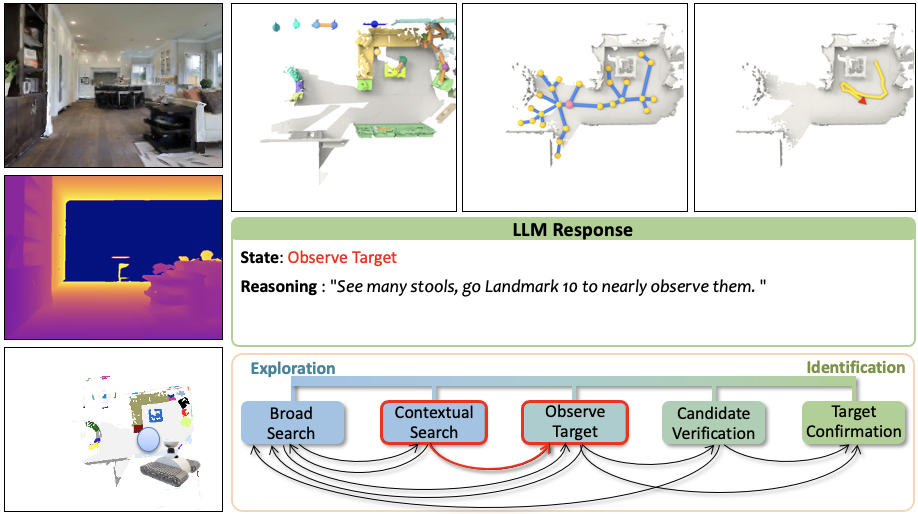 LLM Response
State: Observe Target
Reasoning : "See many stools, go Landmark 10 to nearly observe them. "
Exploration
Identification
Broad
Search
Contextual
Search
Observe
Target
Candidate
Verification
Target
Confirmation